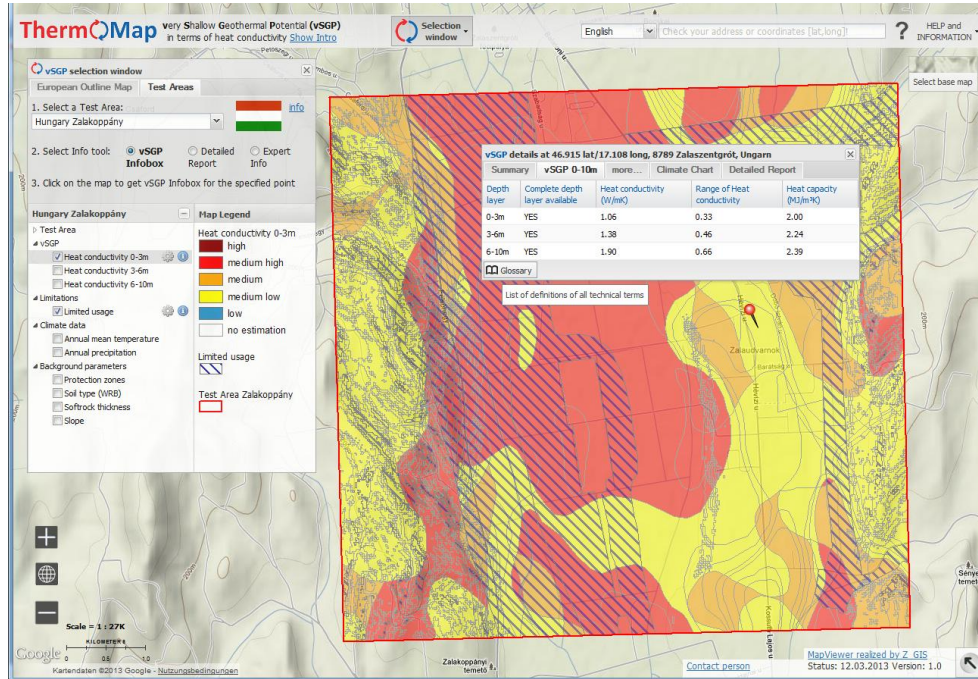 ThermMap
very Shallow Geothermal Potential (vSGP)
in terms of heat conductivity Show Intro
Selection
window
English
Check your address or coordinates [lat,long]!
?
HELP and
INFORMATION
Select base map
vSGP selection window
European Outline Map
Test Areas
1. Select a Test Area:
info
Hungary Zalakoppány
2. Select Info tool:
vSGP
Infobox
Detailed
Report
Expert
Info
3. Click on the map to get vSGP Infobox for the specified point
Hungary Zalakoppány
Test Area
vSGP
Heat conductivity 0-3m
Heat conductivity 3-6m
Heat conductivity 6-10m
Limitations
Limited usage
Climate data
Annual mean temperature
Annual precipitation
Background parameters
Protection zones
Soil type (WRB)
Softrock thickness
Slope
Map Legend
Heat conductivity 0-3m
high
medium high
medium
medium low
low
no estimation
Limited usage
Test Area Zalakoppány
vSGP details at 46.915 lat/17.108 long, 8789 Zalaszentgrót, Ungarn
Summary
vSGP 0-10m
more...
Climate Chart
Detailed Report
Depth layer
Complete depth layer available
Heat conductivity (W/mK)
Range of Heat conductivity
Heat capacity (MJ/m³K)
0-3m YES 1.06 0.33 2.00
3-6m YES 1.38 0.46 2.24
6-10m YES 1.90 0.66 2.39
Glossary
List of definitions of all technical terms
Zalaudvarnok
Barátság u
Hévízi u
200m
Scale = 1 : 27K
KILOMETERS
0 0.5 1.0
Google
Kartendaten ©2013 Google - Nutzungsbedingungen
Zalakoppányi
temető
Sénye
temet
Kossuth Lajos u
Contact person
MapViewer realized by Z_GIS
Status: 12.03.2013 Version: 1.0